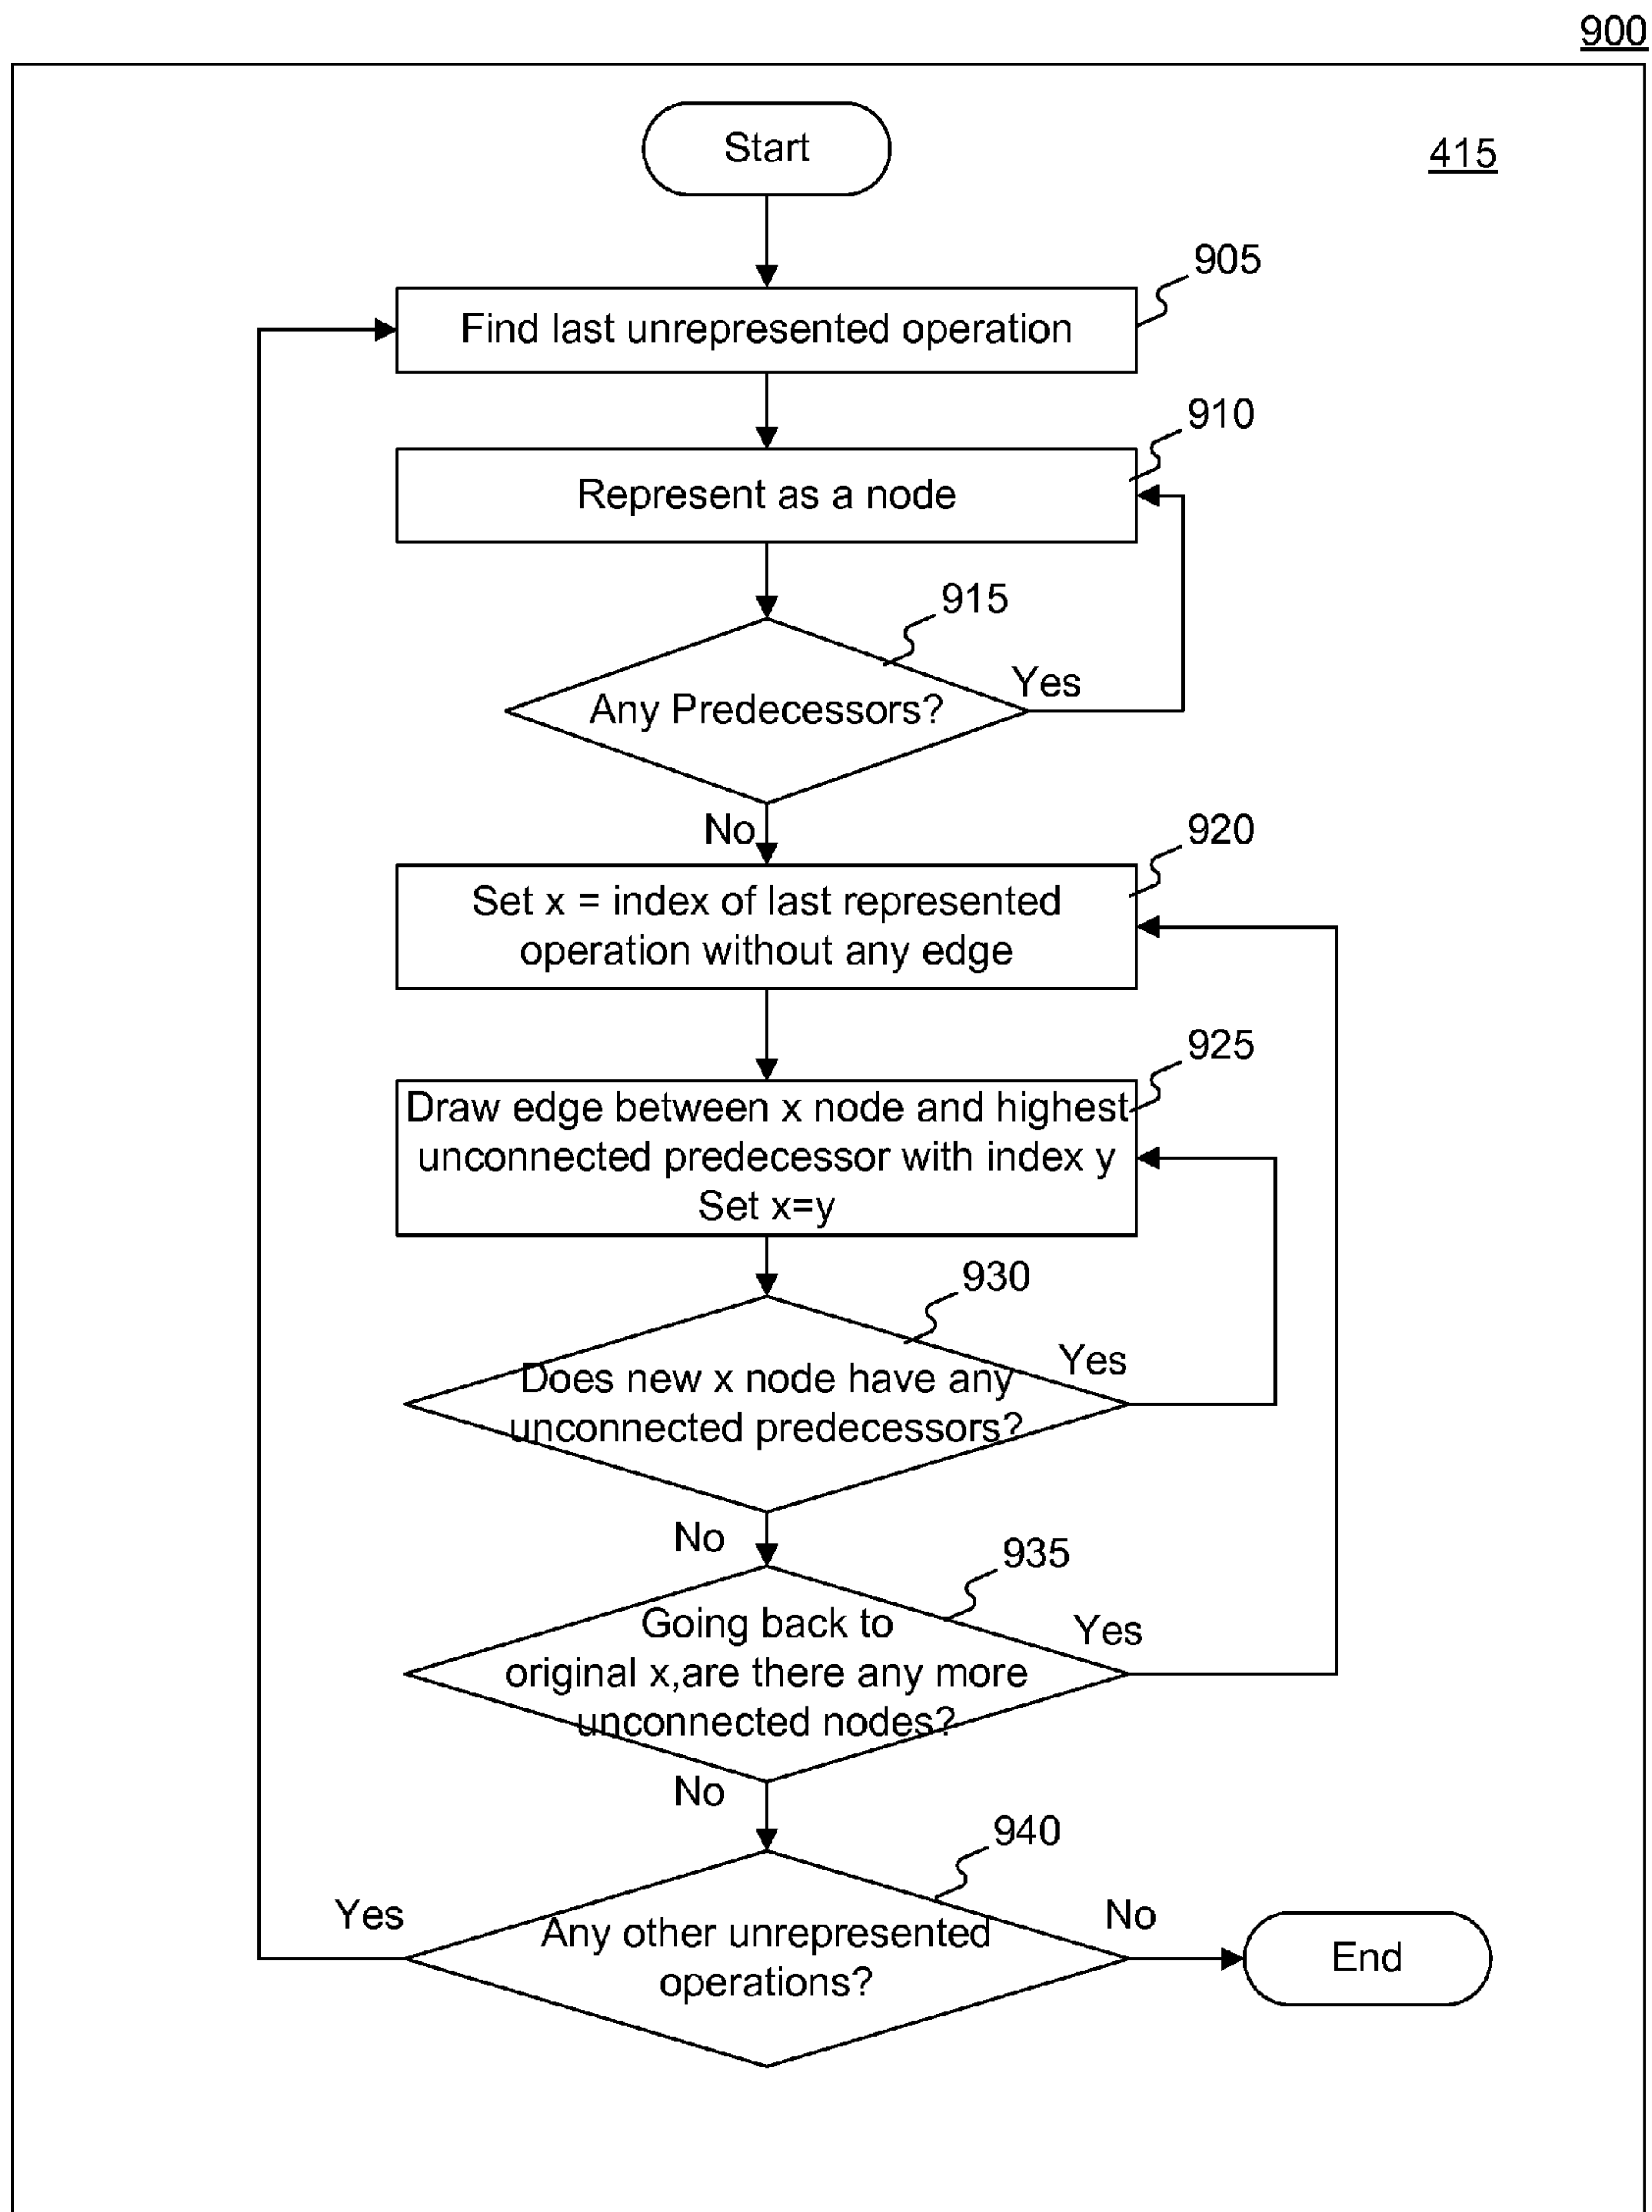 900
Start
415
905
Find last unrepresented operation
910
Represent as a node
915
Yes
Any Predecessors?
No
920
Set x = index of last represented
operation without any edge
925
Draw edge between x node and highest
unconnected predecessor with index y
Set x=y
930
Yes
Does new x node have any
unconnected predecessors?
No
935
Going back to
Yes
original x,are there any more
unconnected nodes?
No
940
Yes
No
Any other unrepresented
operations?
End